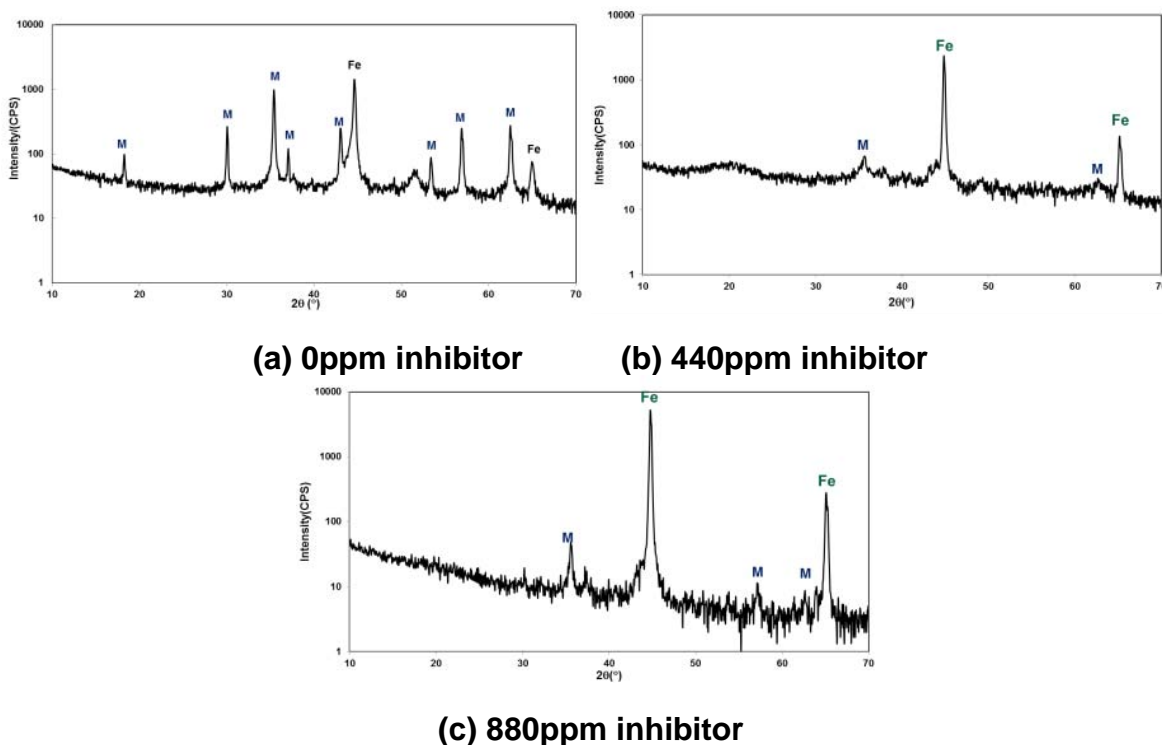 10000
1000
100
10
1
Intensity/(CPS)
M
M
M
M
M
Fe
M
M
M
Fe
10 20 30 40 50 60 70
2θ(°)
(a) 0ppm inhibitor
10000
1000
100
10
1
Intensity(CPS)
M
Fe
M
Fe
10 20 30 40 50 60 70
2θ(°)
(b) 440ppm inhibitor
10000
1000
100
10
1
Intensity(CPS)
M
Fe
M
M
Fe
10 20 30 40 50 60 70
2θ(°)
(c) 880ppm inhibitor